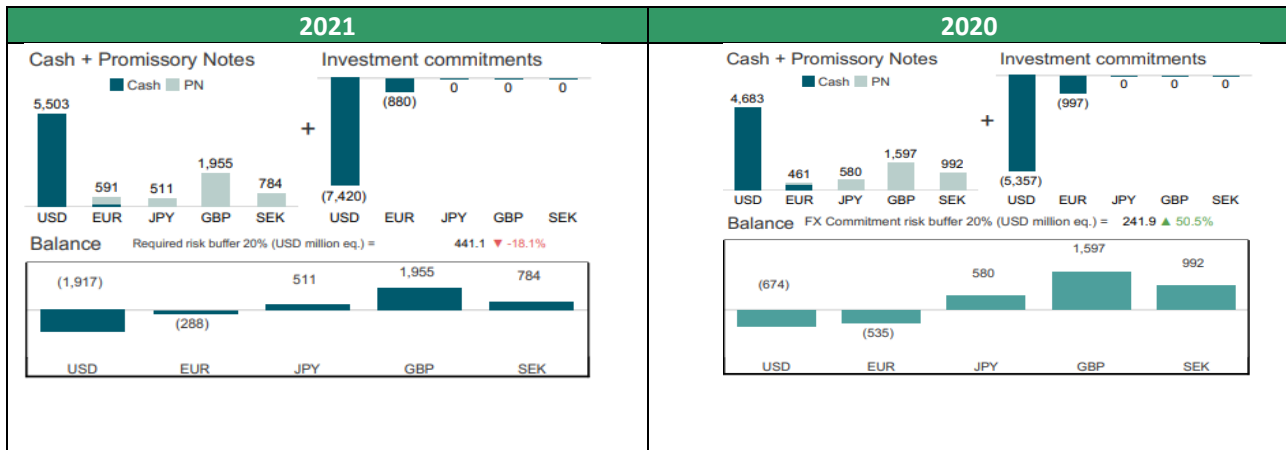 2021
Cash + Promissory Notes
Investment commitments
Cash PN
5,503
591
511
1,955
784
USD EUR JPY GBP SEK
+
(7,420)
(880)
0 0 0
USD EUR JPY GBP SEK
Balance Required risk buffer 20% (USD million eq.) = 441.1 ▼ -18.1%
(1,917)
(288)
511
1,955
784
USD EUR JPY GBP SEK
2020
Cash + Promissory Notes
Investment commitments
Cash PN
4,683
461
580
1,597
992
USD EUR JPY GBP SEK
+
(5,357)
(997)
0 0 0
USD EUR JPY GBP SEK
Balance FX Commitment risk buffer 20% (USD million eq.) = 241.9 ▲ 50.5%
(674)
(535)
580
1,597
992
USD EUR JPY GBP SEK